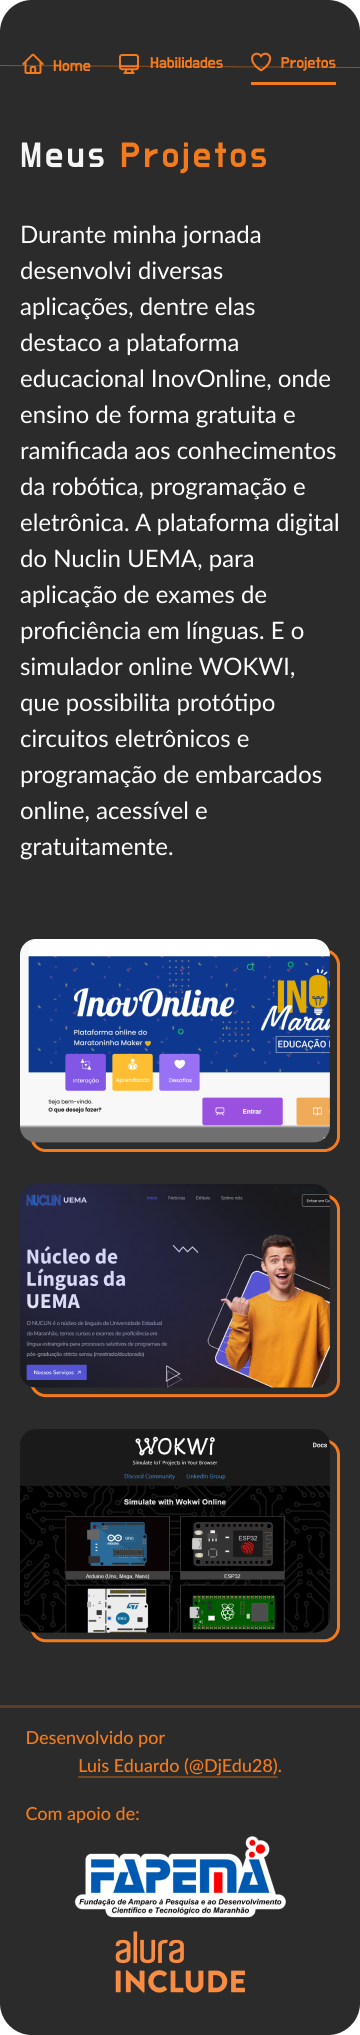 Home Habilidades Projetos
Meus Projetos
Durante minha jornada
desenvolvi diversas
aplicações, dentre elas
destaco a plataforma
educacional InovOnline, onde
ensino de forma gratuita e
ramificada aos conhecimentos
da robótica, programação e
eletrônica. A plataforma digital
do Nuclin UEMA, para
aplicação de exames de
proficiência em línguas. E o
simulador online WOKWI,
que possibilita protótipo
circuitos eletrônicos e
programação de embarcados
online, acessível e
gratuitamente.
InovOnline
Plataforma online do
Maratoninha Maker
INO
Maran
EDUCAÇÃO
Interação Aprendizado Desafios
Seja bem-vindo.
O que deseja fazer?
Entrar
NUCLIN UEMA
Início Notícias Editais Sobre nós
Entrar em Co
Núcleo de
Línguas da
UEMA
O NUCLIN é o núcleo de línguas da Universidade Estadual
do Maranhão, temos cursos e exames de proficiência em
língua estrangeira para processos seletivos de programas de
pós-graduação stricto sensu (mestrado/doutorado)
Nossos Serviços
WOKWI
Simulate IoT Projects in Your Browser
Docs
Discord Community LinkedIn Group
Simulate with Wokwi Online
ARDUINO UNO
ESP32
Arduino (Uno, Mega, Nano) ESP32
Desenvolvido por
Luis Eduardo (@DjEdu28).
Com apoio de:
FAPEMA
Fundação de Amparo à Pesquisa e ao Desenvolvimento
Científico e Tecnológico do Maranhão
alura
INCLUDE